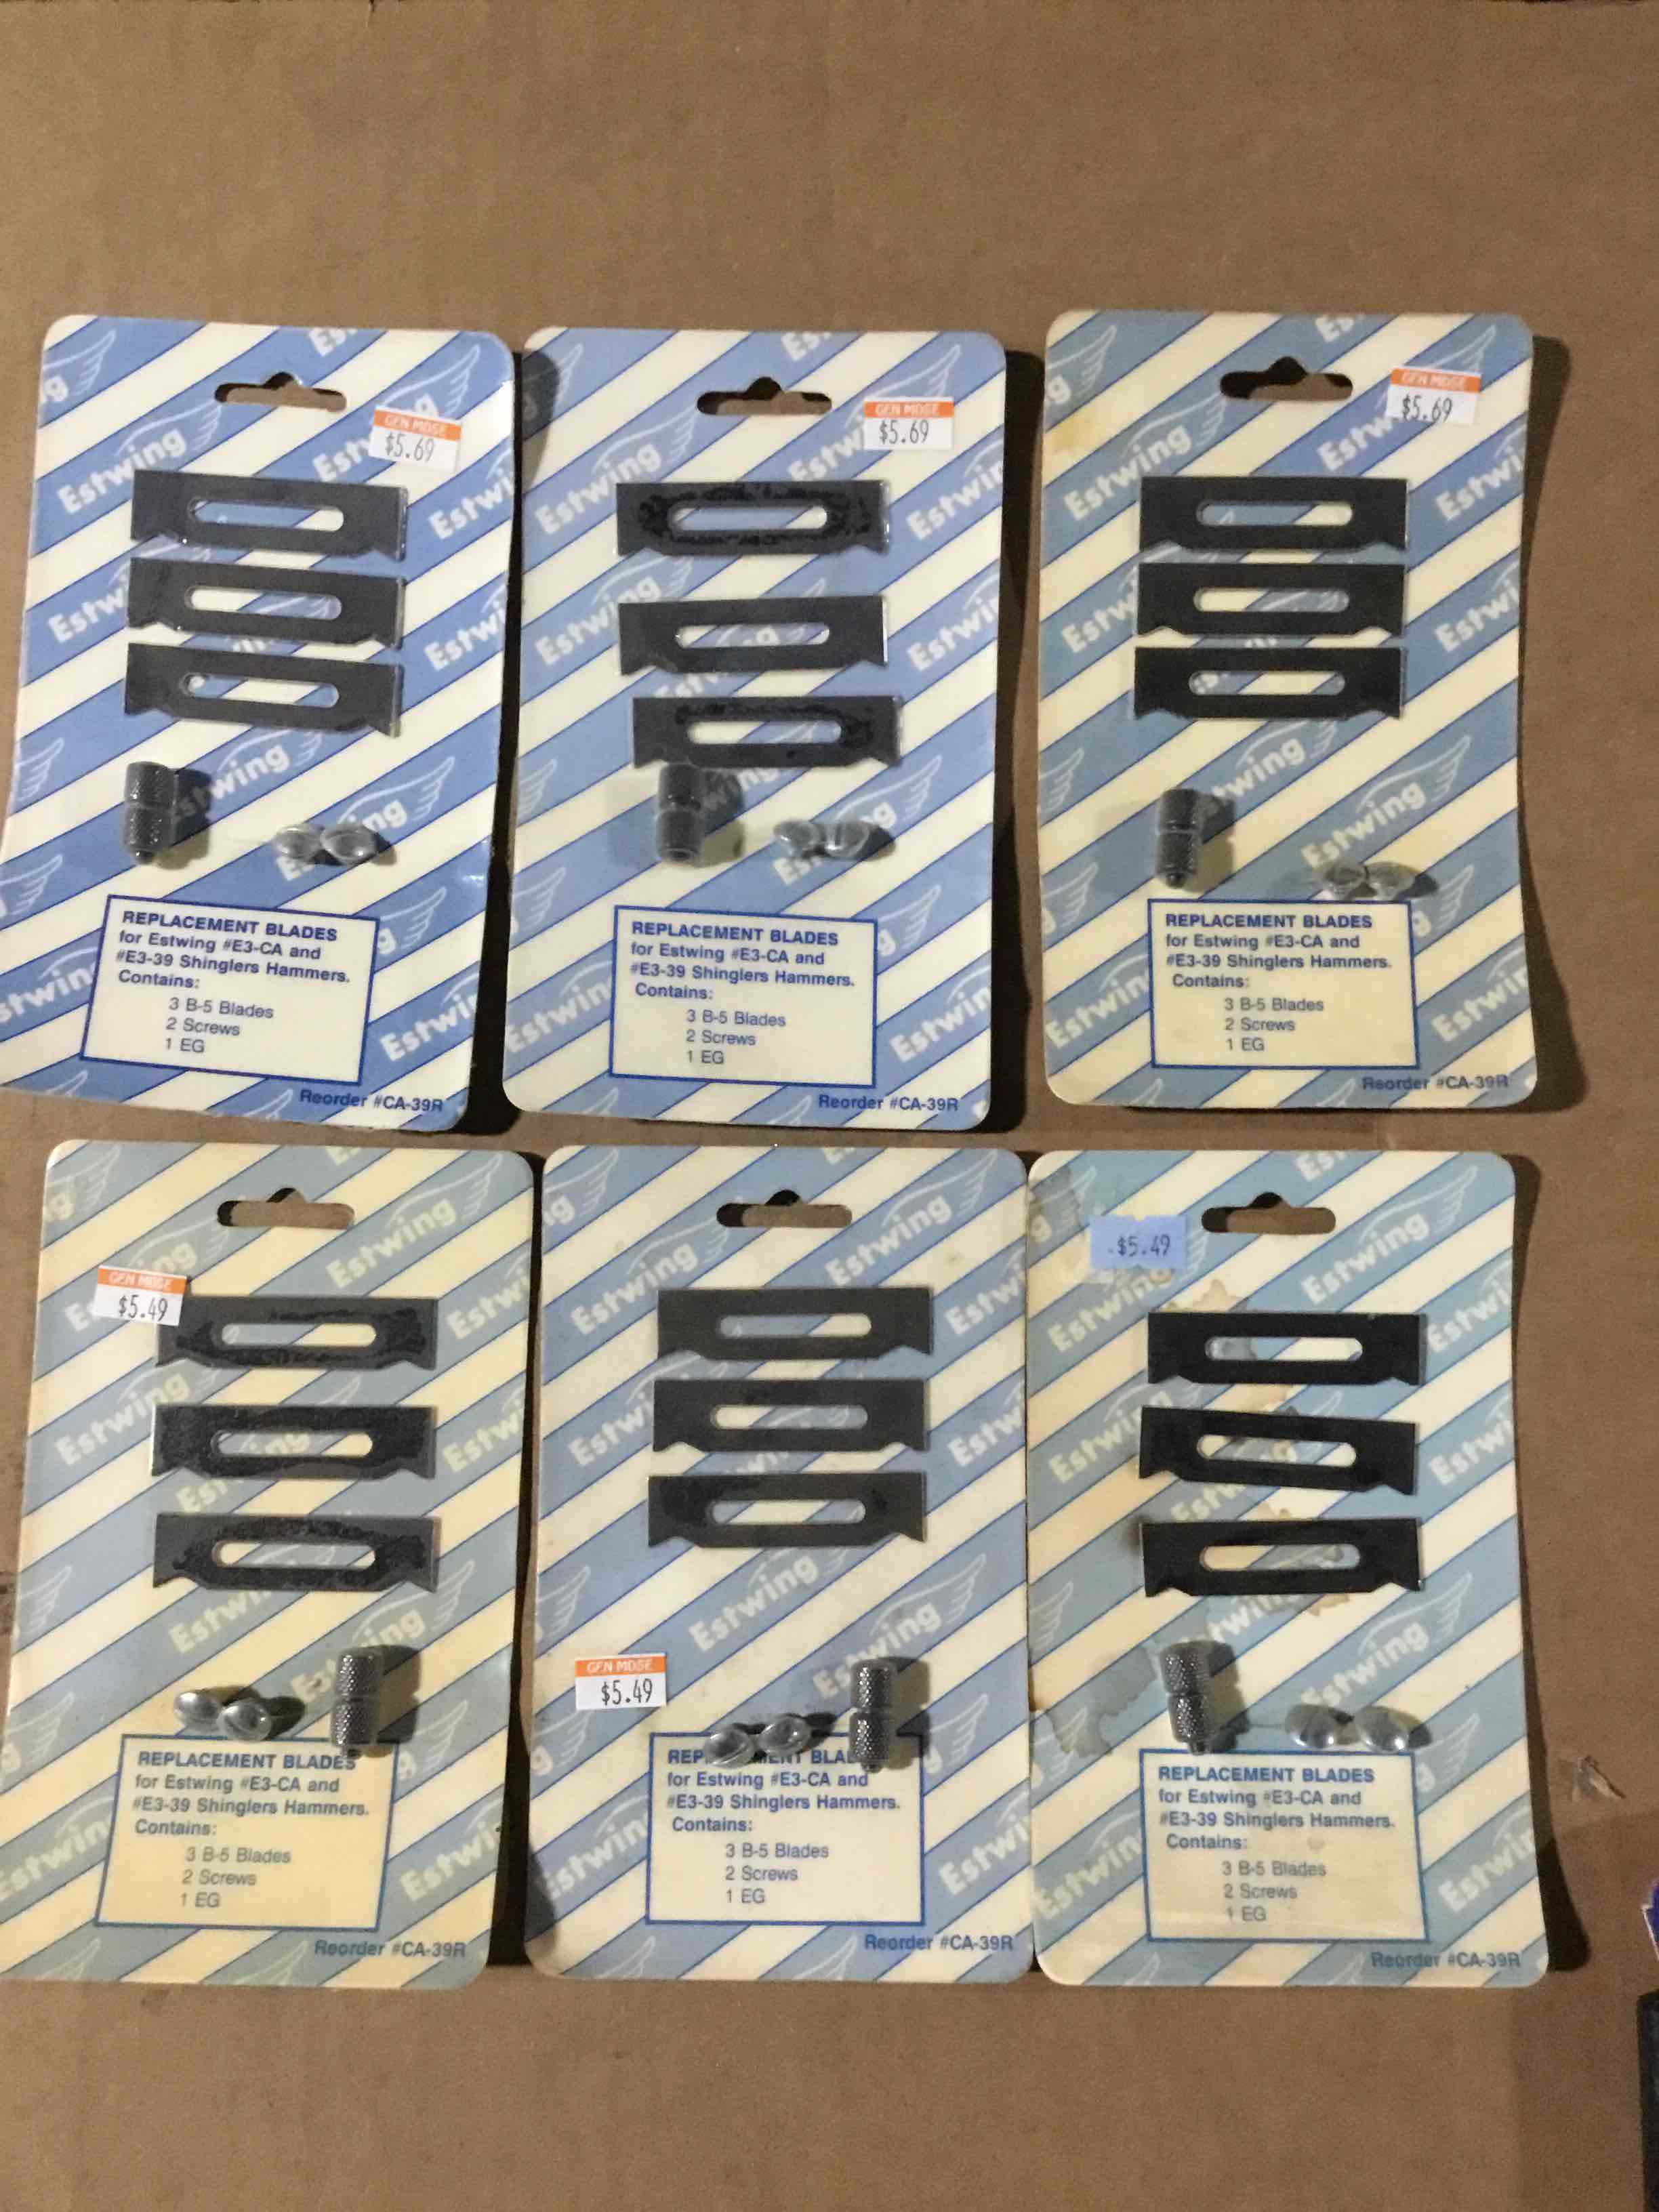 Estwing
GEN MDSE
$5.69
REPLACEMENT BLADES
for Estwing #E3-CA and
#E3-39 Shinglers Hammers.
Contains:
3 B-5 Blades
2 Screws
1 EG
Reorder #CA-39R
Estwing
GEN MDSE
$5.69
REPLACEMENT BLADES
for Estwing #E3-CA and
#E3-39 Shinglers Hammers.
Contains:
3 B-5 Blades
2 Screws
1 EG
Reorder #CA-39R
Estwing
GEN MDSE
$5.69
REPLACEMENT BLADES
for Estwing #E3-CA and
#E3-39 Shinglers Hammers.
Contains:
3 B-5 Blades
2 Screws
1 EG
Reorder #CA-39R
Estwing
GEN MDSE
$5.49
REPLACEMENT BLADES
for Estwing #E3-CA and
#E3-39 Shinglers Hammers.
Contains:
3 B-5 Blades
2 Screws
1 EG
Reorder #CA-39R
Estwing
GEN MDSE
$5.49
for Estwing #E3-CA and
#E3-39 Shinglers Hammers.
Contains:
3 B-5 Blades
2 Screws
1 EG
Reorder #CA-39R
Estwing
$5.49
REPLACEMENT BLADES
for Estwing #E3-CA and
#E3-39 Shinglers Hammers.
Contains:
3 B-5 Blades
2 Screws
1 EG
Reorder #CA-39R